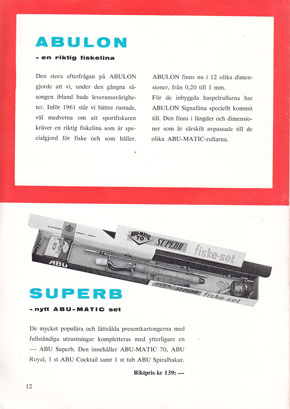 ABULON
- en riktig fiskelina
Den stora efterfrågan på ABULON
gjorde att vi, under den gångna sä-
songen ibland hade leveranssvårighe-
ter. Inför 1961 står vi bättre rustade,
väl medvetna om att sportfiskaren
kräver en riktig fiskelina som är spe-
cialgjord för fiske och som håller.
ABULON finns nu i 12 olika dimen-
sioner, från 0,20 till 1 mm.
För de inbyggda haspelrullarna har
ABULON Signallina speciellt kommit
till. Den finns i längder och dimensio-
ner som är särskilt avpassade till de
olika ABU-MATIC-rullarna.
ABU-MATIC
70
SUPERB
fiske-set
ABU
fiske-set
SUPERB
- nytt ABU-MATIC set
De mycket populära och lättsålda presentkartongerna med
fullständiga utrustningar kompletteras med ytterligare en
— ABU Superb. Den innehåller ABU-MATIC 70, ABU
Royal, 1 st ABU Cocktail samt 1 tub ABU Spiralhakar.
Riktpris kr 139: —
12